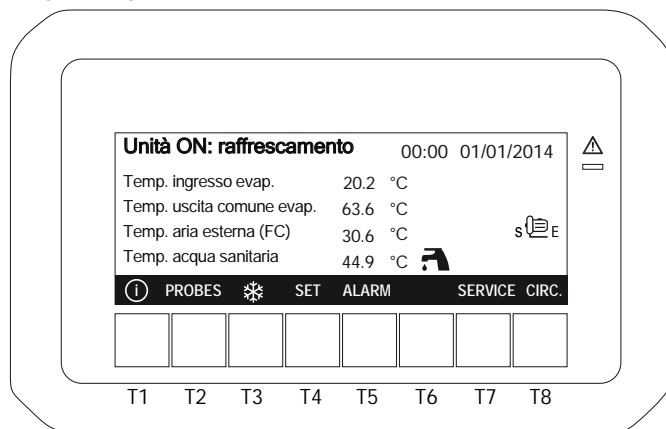 Unità ON: raffrescamento 00:00 01/01/2014
Temp. ingresso evap. 20.2 °C
Temp. uscita comune evap. 63.6 °C
Temp. aria esterna (FC) 30.6 °C
S E
Temp. acqua sanitaria 44.9 °C
i PROBES SET ALARM SERVICE CIRC.
T1 T2 T3 T4 T5 T6 T7 T8